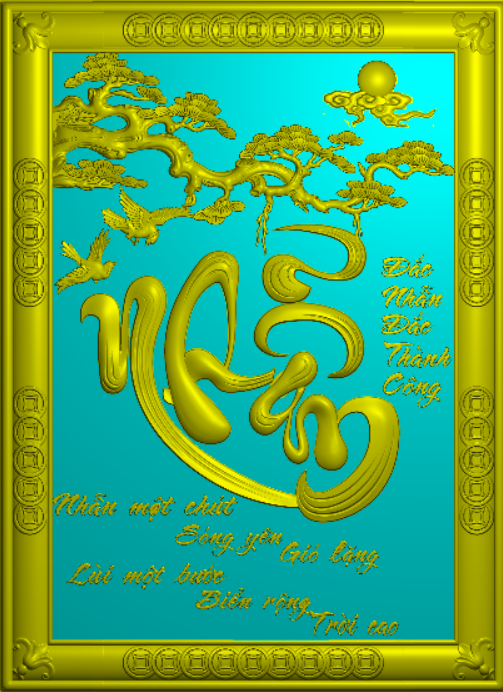 Nhẫn
Đắc
Nhẫn
Đắc
Thành
Công
Nhẫn một chút
Sóng yên
Gió lặng
Lùi một bước
Biển rộng
Trời cao